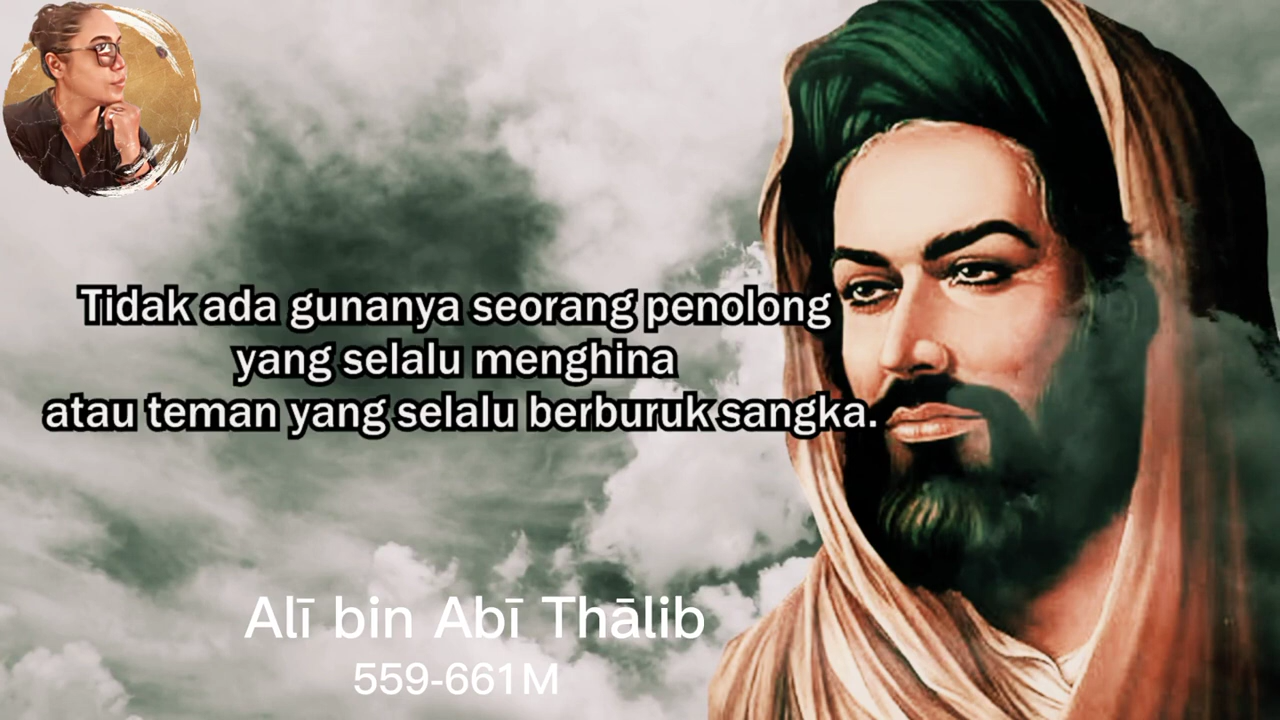 Tidak ada gunanya seorang penolong
yang selalu menghina
atau teman yang selalu berburuk sangka.
Alī bin Abī Thālib
559-661M